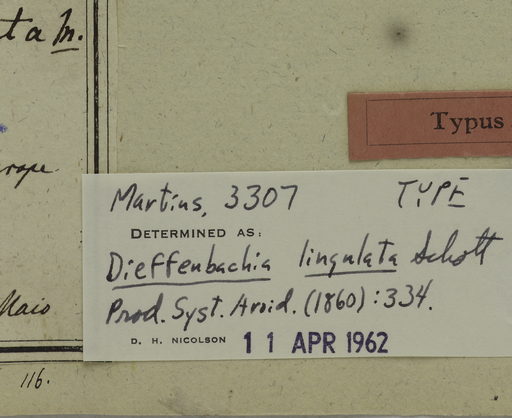 ta M.
Typus
Martius, 3307 TYPE
DETERMINED AS:
Dieffenbachia lingulata Schott
Prod. Syst. Aroid. (1860): 334.
D. H. NICOLSON 11 APR 1962
Maio
116.